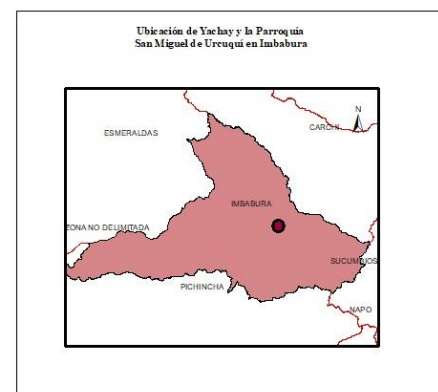 Ubicación de Yachay y la Parroquía
San Miguel de Urcuquí en Imbabura
N
CARCHI
ESMERALDAS
IMBABURA
ZONA NO DELIMITADA
SUCUMBIOS
PICHINCHA
NAPO